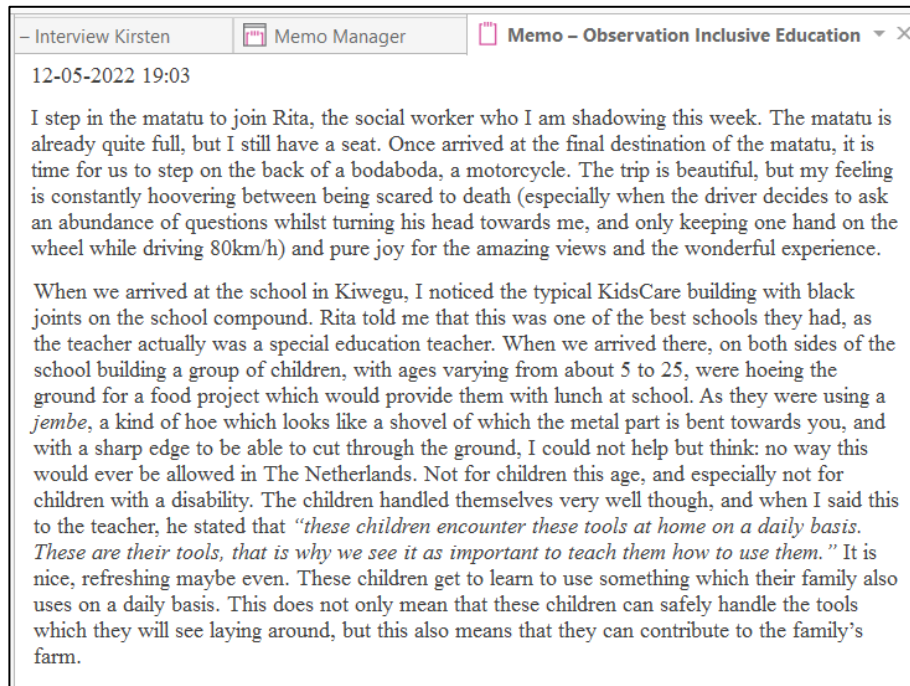 – Interview Kirsten
Memo Manager
Memo – Observation Inclusive Education
12-05-2022 19:03
I step in the matatu to join Rita, the social worker who I am shadowing this week. The matatu is
already quite full, but I still have a seat. Once arrived at the final destination of the matatu, it is
time for us to step on the back of a bodaboda, a motorcycle. The trip is beautiful, but my feeling
is constantly hoovering between being scared to death (especially when the driver decides to ask
an abundance of questions whilst turning his head towards me, and only keeping one hand on the
wheel while driving 80km/h) and pure joy for the amazing views and the wonderful experience.
When we arrived at the school in Kiwegu, I noticed the typical KidsCare building with black
joints on the school compound. Rita told me that this was one of the best schools they had, as
the teacher actually was a special education teacher. When we arrived there, on both sides of the
school building a group of children, with ages varying from about 5 to 25, were hoeing the
ground for a food project which would provide them with lunch at school. As they were using a
jembe, a kind of hoe which looks like a shovel of which the metal part is bent towards you, and
with a sharp edge to be able to cut through the ground, I could not help but think: no way this
would ever be allowed in The Netherlands. Not for children this age, and especially not for
children with a disability. The children handled themselves very well though, and when I said this
to the teacher, he stated that “these children encounter these tools at home on a daily basis.
These are their tools, that is why we see it as important to teach them how to use them.” It is
nice, refreshing maybe even. These children get to learn to use something which their family also
uses on a daily basis. This does not only mean that these children can safely handle the tools
which they will see laying around, but this also means that they can contribute to the family’s
farm.